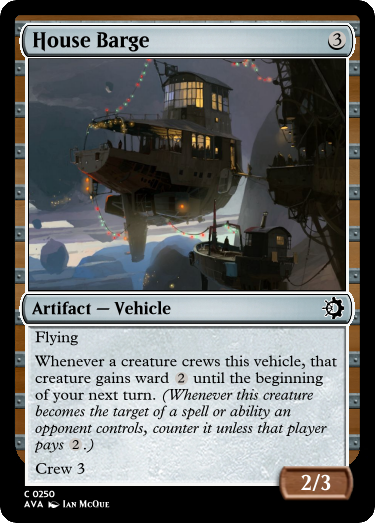 House Barge 3
Artifact — Vehicle
Flying
Whenever a creature crews this vehicle, that
creature gains ward 2 until the beginning
of your next turn. (Whenever this creature
becomes the target of a spell or ability an
opponent controls, counter it unless that player
pays 2.)
Crew 3
2/3
C 0250
AVA Ian McQue